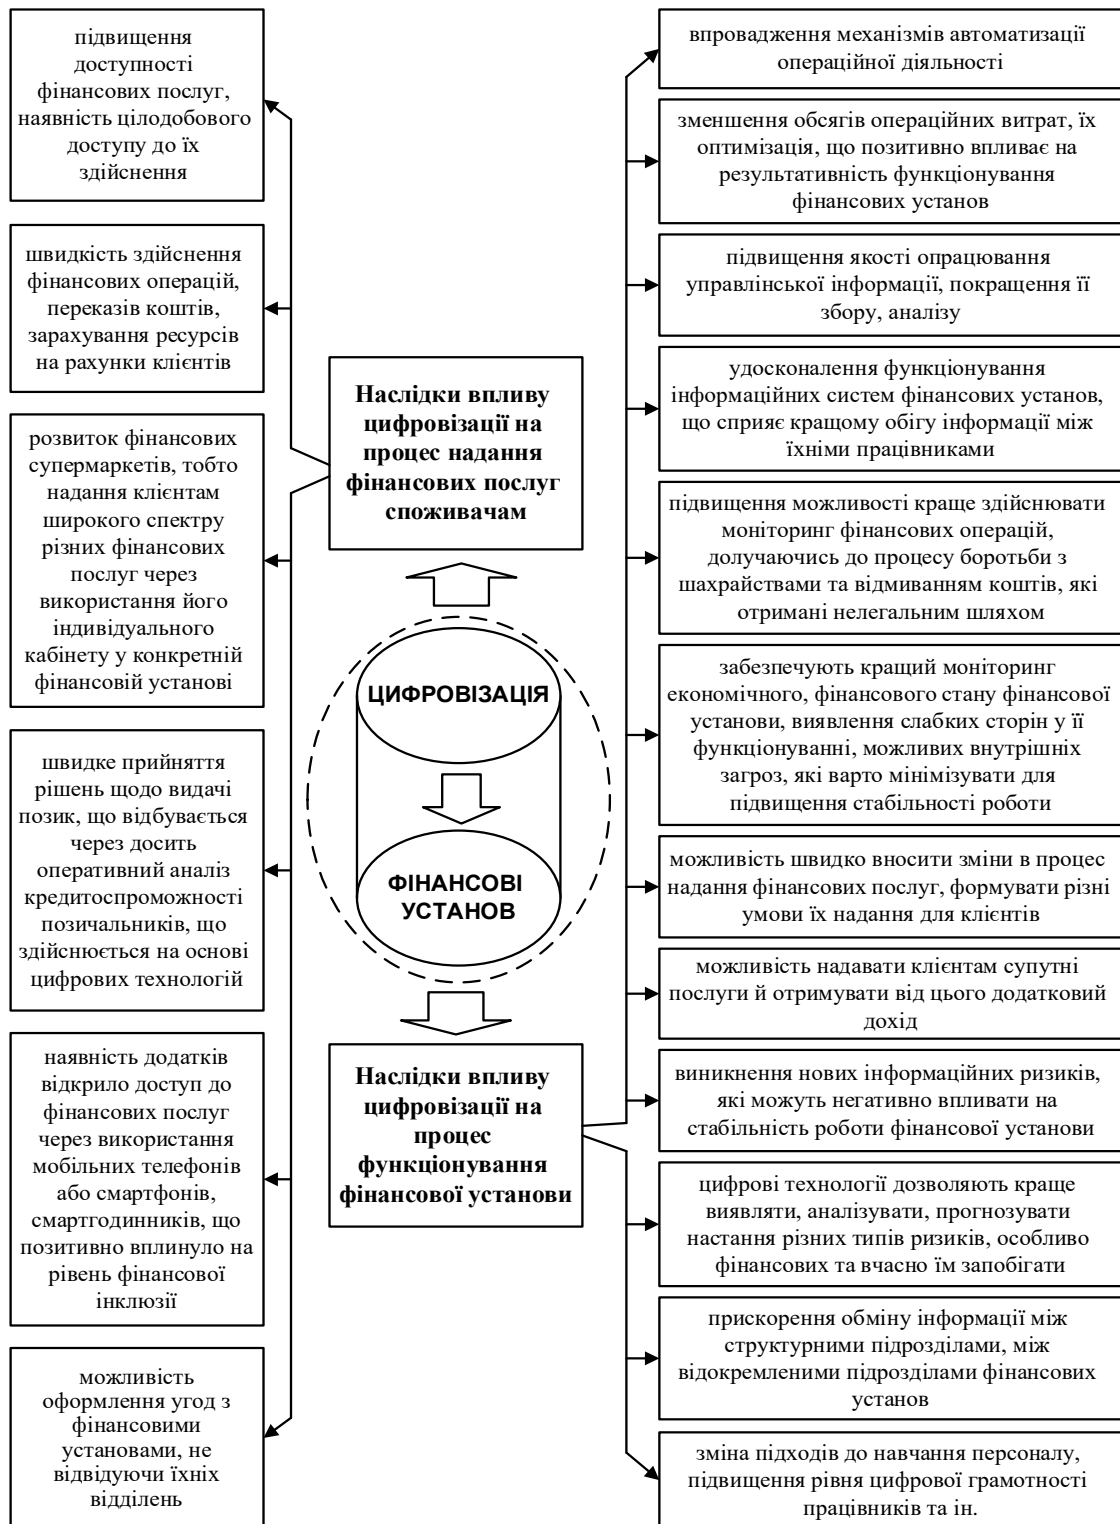 підвищення
доступності
фінансових послуг,
наявність цілодобового
доступу до їх
здійснення
швидкість здійснення
фінансових операцій,
переказів коштів,
зарахування ресурсів
на рахунки клієнтів
розвиток фінансових
супермаркетів, тобто
надання клієнтам
широкого спектру
різних фінансових
послуг через
використання його
індивідуального
кабінету у конкретній
фінансовій установі
швидке прийняття
рішень щодо видачі
позик, що відбувається
через досить
оперативний аналіз
кредитоспроможності
позичальників, що
здійснюється на основі
цифрових технологій
наявність додатків
відкрило доступ до
фінансових послуг
через використання
мобільних телефонів
або смартфонів,
смартгодинників, що
позитивно вплинуло на
рівень фінансової
інклюзії
можливість
оформлення угод з
фінансовими
установами, не
відвідуючи їхніх
відділень
Наслідки впливу
цифровізації на
процес надання
фінансових послуг
споживачам
ЦИФРОВІЗАЦІЯ
ФІНАНСОВІ
УСТАНОВ
Наслідки впливу
цифровізації на
процес
функціонування
фінансової установи
впровадження механізмів автоматизації
операційної діяльності
зменшення обсягів операційних витрат, їх
оптимізація, що позитивно впливає на
результативність функціонування
фінансових установ
підвищення якості опрацювання
управлінської інформації, покращення її
збору, аналізу
удосконалення функціонування
інформаційних систем фінансових установ,
що сприяє кращому обігу інформації між
їхніми працівниками
підвищення можливості краще здійснювати
моніторинг фінансових операцій,
долучаючись до процесу боротьби з
шахрайствами та відмиванням коштів, які
отримані нелегальним шляхом
забезпечують кращий моніторинг
економічного, фінансового стану фінансової
установи, виявлення слабких сторін у її
функціонуванні, можливих внутрішніх
загроз, які варто мінімізувати для
підвищення стабільності роботи
можливість швидко вносити зміни в процес
надання фінансових послуг, формувати різні
умови їх надання для клієнтів
можливість надавати клієнтам супутні
послуги й отримувати від цього додатковий
дохід
виникнення нових інформаційних ризиків,
які можуть негативно впливати на
стабільність роботи фінансової установи
цифрові технології дозволяють краще
виявляти, аналізувати, прогнозувати
настання різних типів ризиків, особливо
фінансових та вчасно їм запобігати
прискорення обміну інформації між
структурними підрозділами, між
відокремленими підрозділами фінансових
установ
зміна підходів до навчання персоналу,
підвищення рівня цифрової грамотності
працівників та ін.